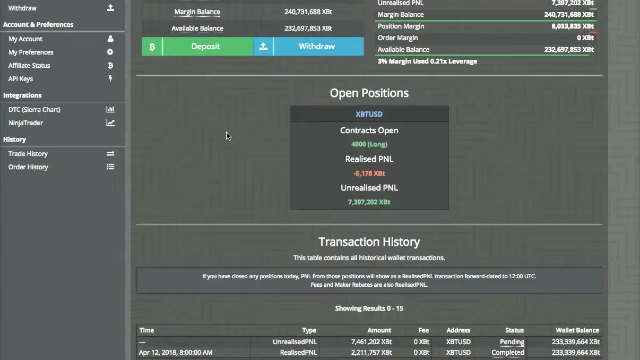 Withdraw
Account & Preferences
My Account
My Preferences
Affiliate Status
API Keys
Integrations
DTC (Sierra Chart)
NinjaTrader
History
Trade History
Order History
Margin Balance 240,731,688 XBt
Available Balance 232,697,853 XBt
Deposit Withdraw
Unrealised PNL 7,397,202 XBt
Margin Balance 240,731,688 XBt
Position Margin 8,033,835 XBt
Order Margin 0 XBt
Available Balance 232,697,853 XBt
3% Margin Used 0.21x Leverage
Open Positions
XBTUSD
Contracts Open
4000 (Long)
Realised PNL
-5,178 XBt
Unrealised PNL
7,397,202 XBt
Transaction History
This table contains all historical wallet transactions.
If you have closed any positions today, PNL from those positions will show as a RealisedPNL transaction forward-dated to 12:00 UTC.
Fees and Maker Rebates are also RealisedPNL.
Showing Results 0 - 15
Time Type Amount Fee Address Status Wallet Balance
— UnrealisedPNL 7,461,202 XBt 0 XBt XBTUSD Pending 233,339,664 XBt
Apr 12, 2018, 8:00:00 AM RealisedPNL 2,211,757 XBt 0 XBt XBTUSD Completed 233,339,664 XBt